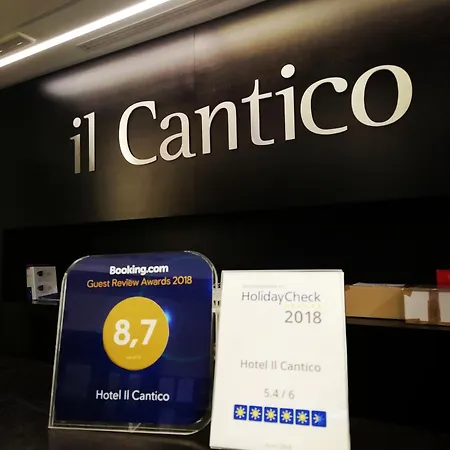 il Cantico
Booking.com
Guest Review Awards 2018
8,7
Hotel Il Cantico
HolidayCheck
2018
Hotel Il Cantico
5.4 / 6